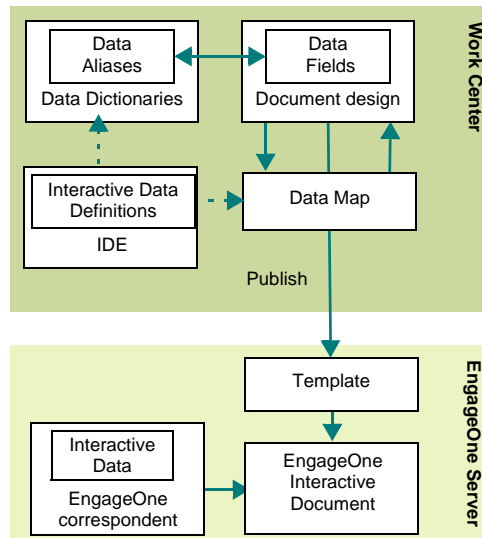 Work Center
Data
Aliases
Data Dictionaries
Data
Fields
Document design
Interactive Data
Definitions
IDE
Data Map
Publish
EngageOne Server
Template
Interactive
Data
EngageOne
correspondent
EngageOne
Interactive
Document